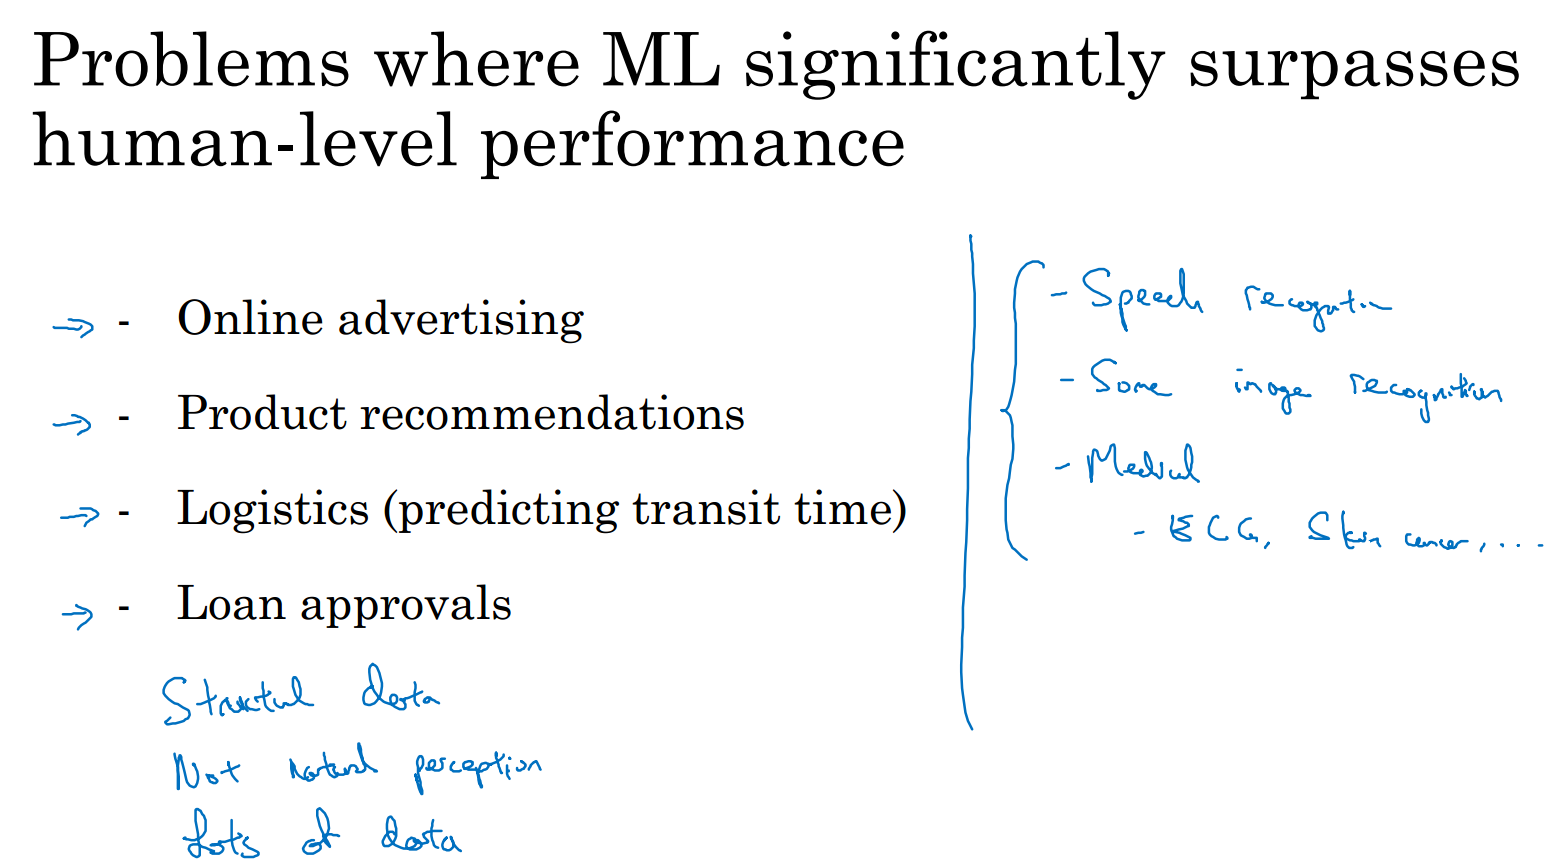 Problems where ML significantly surpasses
human-level performance
- Online advertising
- Product recommendations
- Logistics (predicting transit time)
- Loan approvals
Structural data
Not natural perception
Lots of data
- Speech recognition
- Some image recognition
- Medical
- ECG, Skin cancer, ...